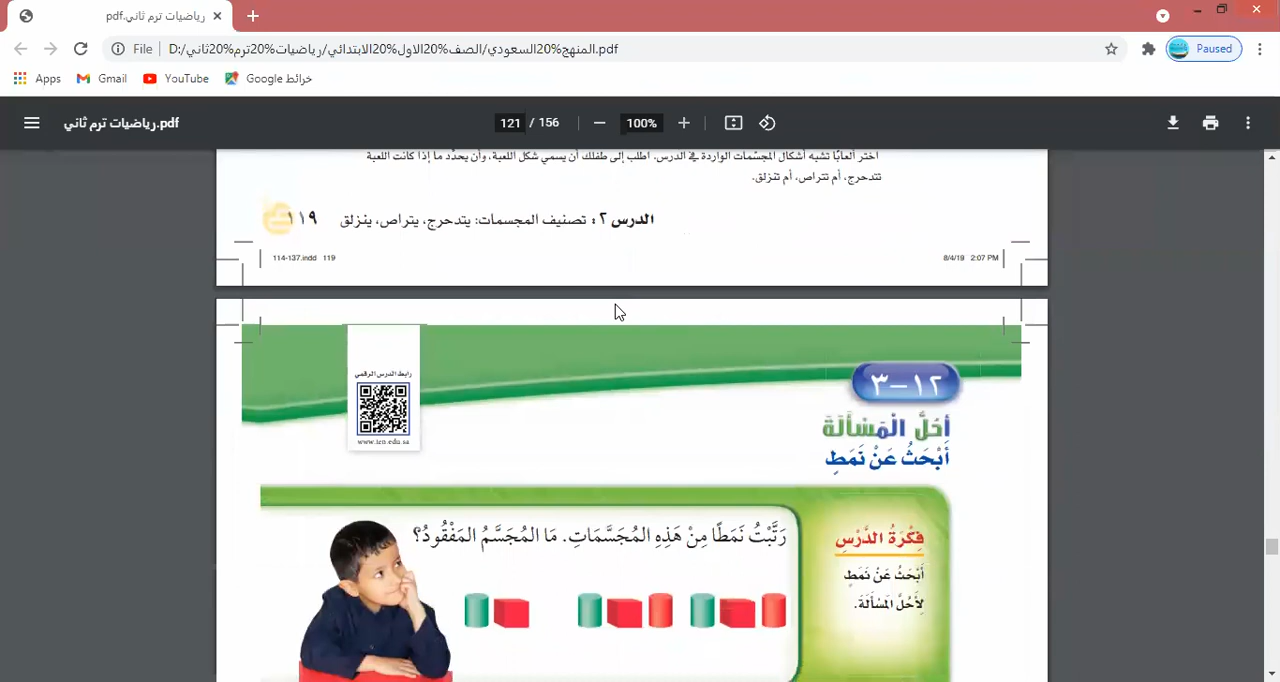 رياضيات ترم ثاني.pdf
File
D:/المنهج%20السعودي/الصف%20الاول%20الابتدائي/رياضيات%20ترم%20ثاني.pdf
Paused
Apps
Gmail
YouTube
خرائط Google
رياضيات ترم ثاني.pdf
121 / 156
100%
اختر ألعابًا تشبه أشكال المجسّمات الواردة في الدرس. اطلب إلى طفلك أن يسمي شكل اللعبة، وأن يحدّد ما إذا كانت اللعبة
تتدحرج، أم تتراص، أم تنزلق.
الدرس ٢: تصنيف المجسمات: يتدحرج، يتراص، ينزلق ١١٩
114-137.indd 119
8/4/19 2:07 PM
رابط الدرس الرقمي
www.ien.edu.sa
١٢-٣
أَحُلُّ الْمَسْأَلَةَ
أَبْحَثُ عَنْ نَمَطٍ
فِكْرَةُ الدَّرْسِ
أَبْحَثُ عَنْ نَمَطٍ
لِأَحُلَّ المَسْأَلَةَ.
رَتَّبْتُ نَمَطًا مِنْ هَذِهِ المُجَسَّمَاتِ. مَا المُجَسَّمُ المَفْقُودُ؟